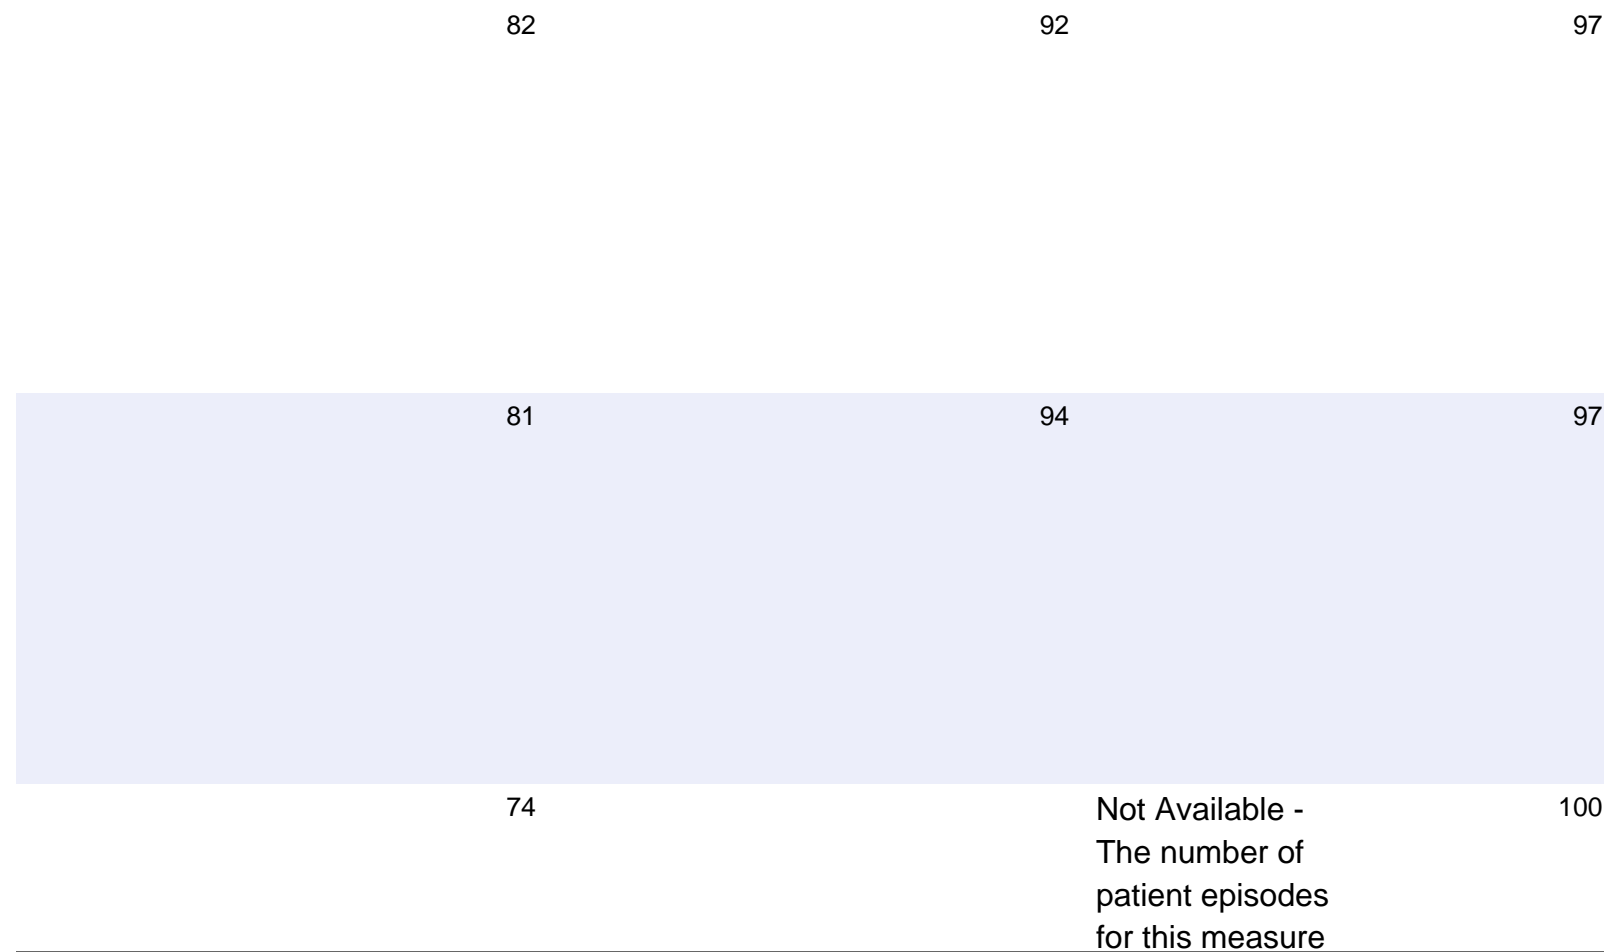 82 92 97
81 94 97
74 Not Available - 100
The number of
patient episodes
for this measure